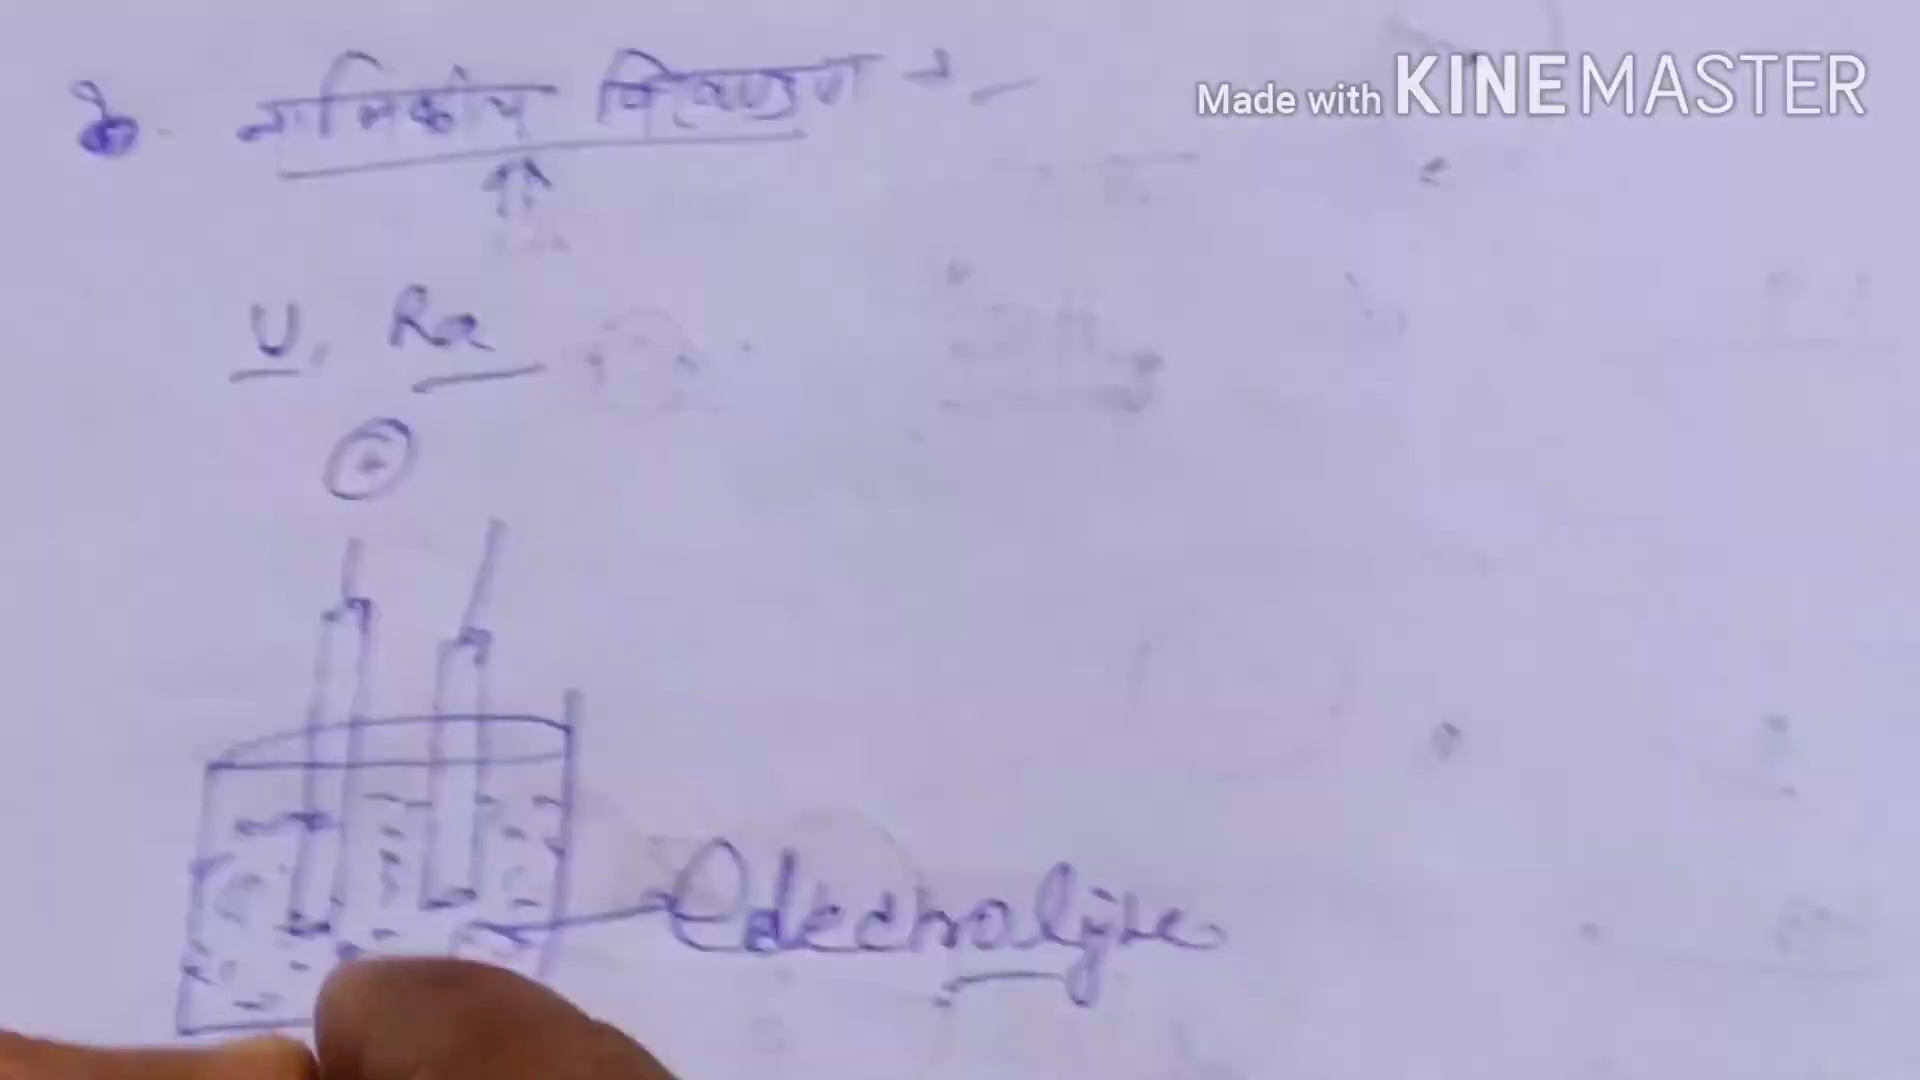 Made with KINEMASTER
नाभिकीय विखण्डन →
U, Ra
+
Electrolyte